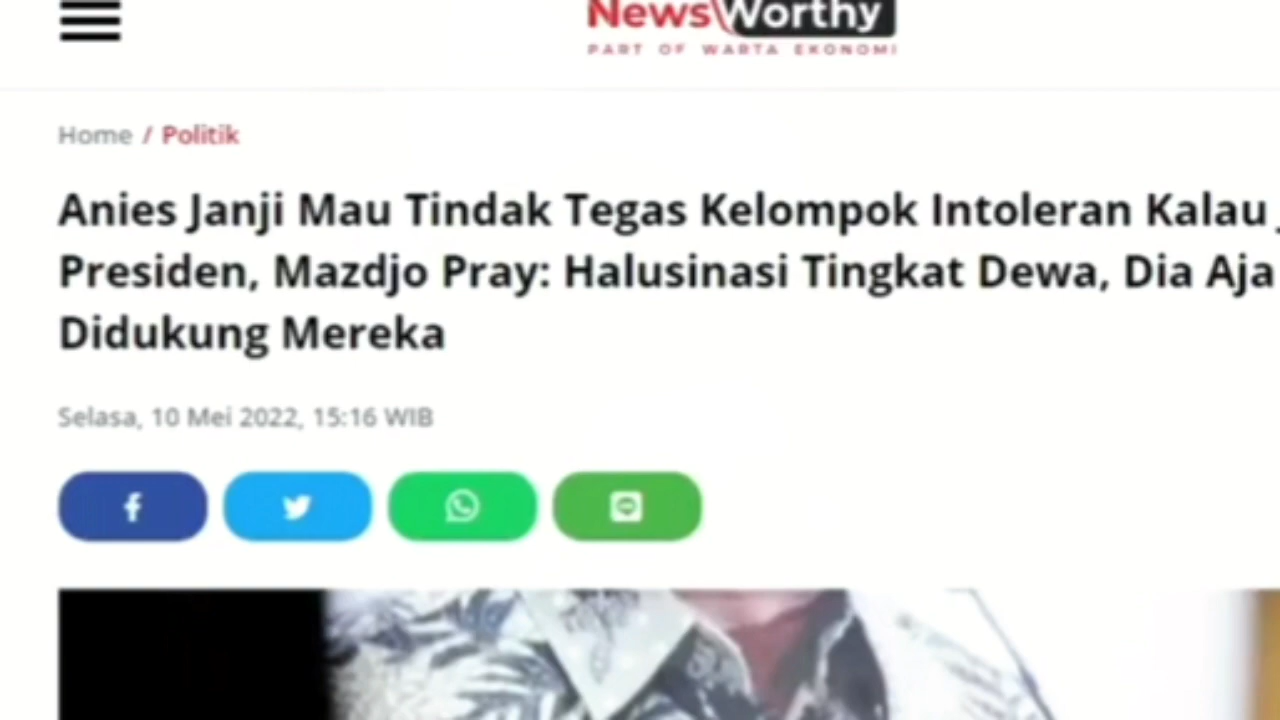 NewsWorthy
PART OF WARTA EKONOMI
Home / Politik
Anies Janji Mau Tindak Tegas Kelompok Intoleran Kalau
Presiden, Mazdjo Pray: Halusinasi Tingkat Dewa, Dia Aja
Didukung Mereka
Selasa, 10 Mei 2022, 15:16 WIB